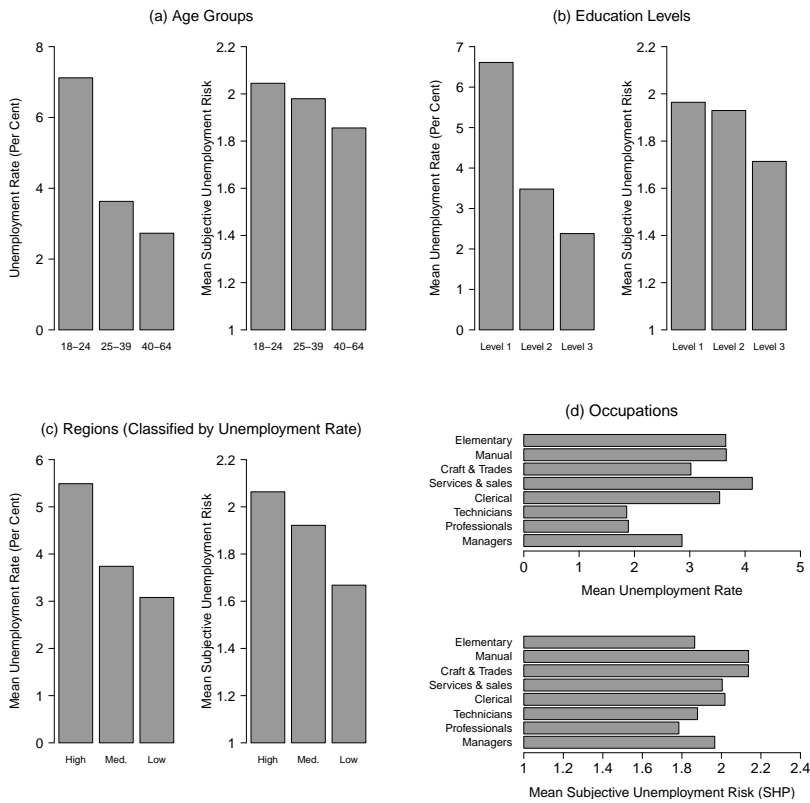 (a) Age Groups
Unemployment Rate (Per Cent)
8
6
4
2
0
18–24 25–39 40–64
Mean Subjective Unemployment Risk
2.2
2
1.8
1.6
1.4
1.2
1
18–24 25–39 40–64
(b) Education Levels
Mean Unemployment Rate (Per Cent)
7
6
5
4
3
2
1
0
Level 1 Level 2 Level 3
Mean Subjective Unemployment Risk
2.2
2
1.8
1.6
1.4
1.2
1
Level 1 Level 2 Level 3
(c) Regions (Classified by Unemployment Rate)
Mean Unemployment Rate (Per Cent)
6
5
4
3
2
1
0
High Med. Low
Mean Subjective Unemployment Risk
2.2
2
1.8
1.6
1.4
1.2
1
High Med. Low
(d) Occupations
Elementary
Manual
Craft & Trades
Services & sales
Clerical
Technicians
Professionals
Managers
0 1 2 3 4 5
Mean Unemployment Rate
Elementary
Manual
Craft & Trades
Services & sales
Clerical
Technicians
Professionals
Managers
1 1.2 1.4 1.6 1.8 2 2.2 2.4
Mean Subjective Unemployment Risk (SHP)